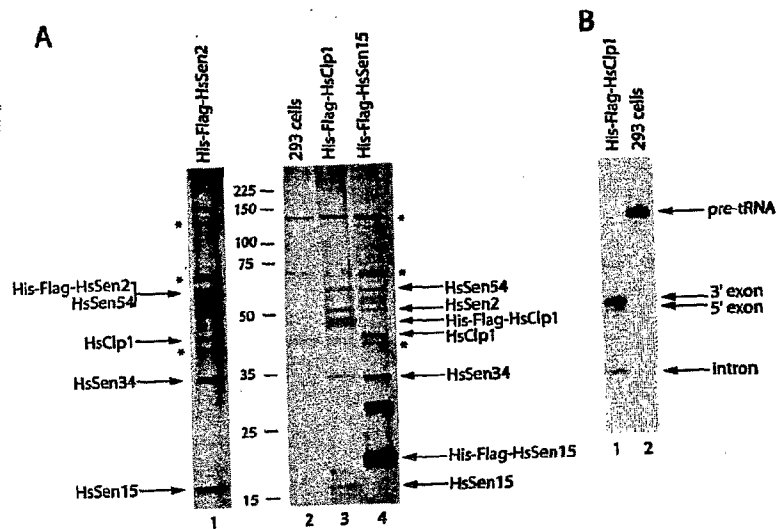 A
His-Flag-HsSen2
293 cells
His-Flag-HsClp1
His-Flag-HsSen15
225
150
100
75
50
35
25
15
*
*
*
His-Flag-HsSen2
HsSen54
HsClp1
HsSen34
HsSen15
*
*
*
HsSen54
HsSen2
His-Flag-HsClp1
HsClp1
HsSen34
His-Flag-HsSen15
HsSen15
1
2
3
4
B
His-Flag-HsClp1
293 cells
pre-tRNA
3' exon
5' exon
intron
1
2